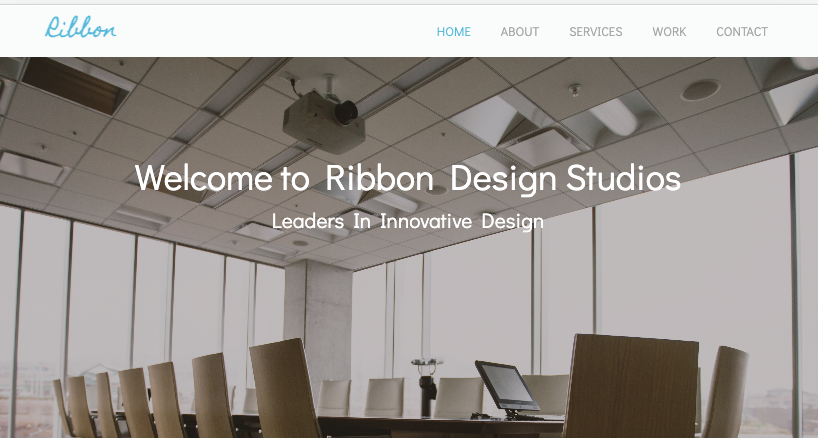 Ribbon
HOME ABOUT SERVICES WORK CONTACT
Welcome to Ribbon Design Studios
Leaders In Innovative Design